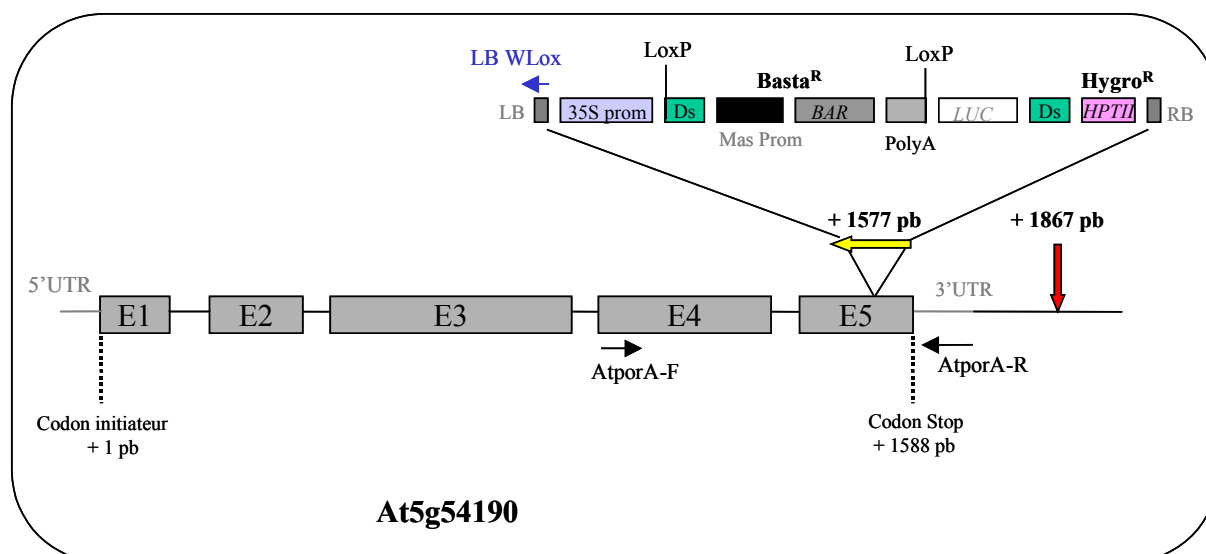 LoxP
LoxP
LB WLox
Basta^R
Hygro^R
LB
35S prom
Ds
BAR
LUC
Ds
HPTII
RB
Mas Prom
PolyA
+ 1577 pb
+ 1867 pb
5'UTR
3'UTR
E1
E2
E3
E4
E5
AtporA-F
AtporA-R
Codon initiateur
+ 1 pb
Codon Stop
+ 1588 pb
At5g54190